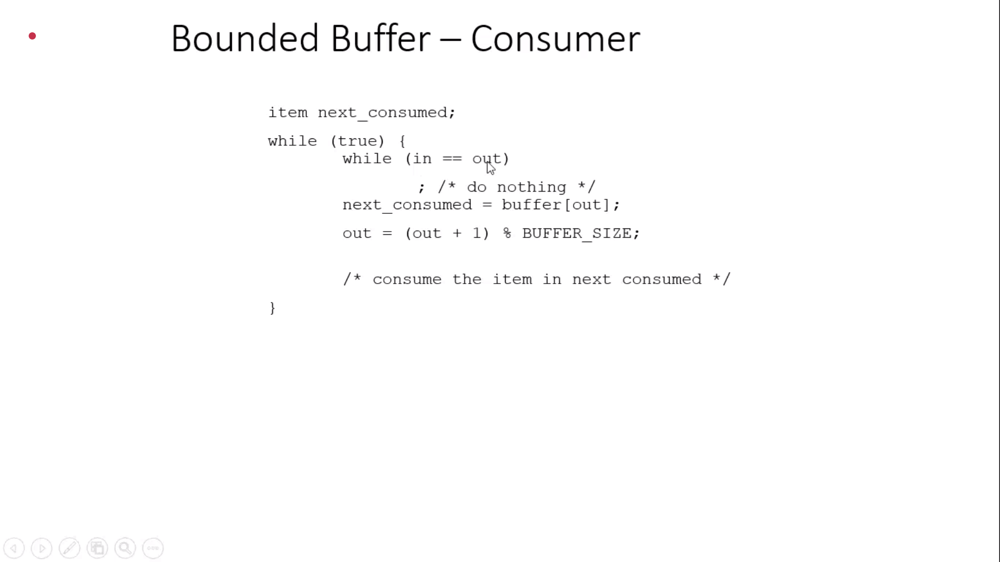 Bounded Buffer – Consumer
item next_consumed;
while (true) {
while (in == out)
; /* do nothing */
next_consumed = buffer[out];
out = (out + 1) % BUFFER_SIZE;
/* consume the item in next consumed */
}